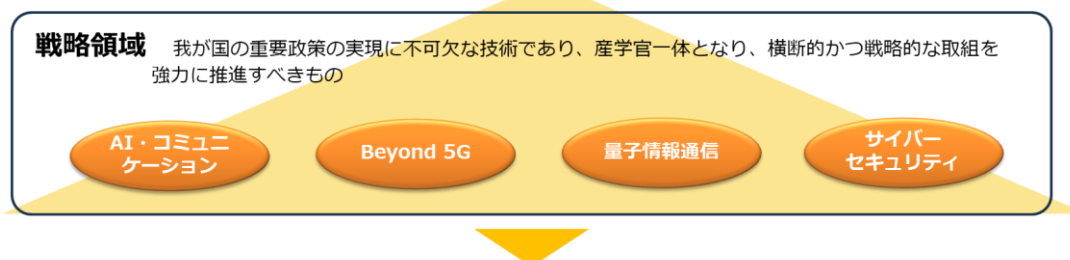 戦略領域 我が国の重要政策の実現に不可欠な技術であり、産学官一体となり、横断的かつ戦略的な取組を
強力に推進すべきもの
AI・コミュニ
ケーション
Beyond 5G
量子情報通信
サイバー
セキュリティ